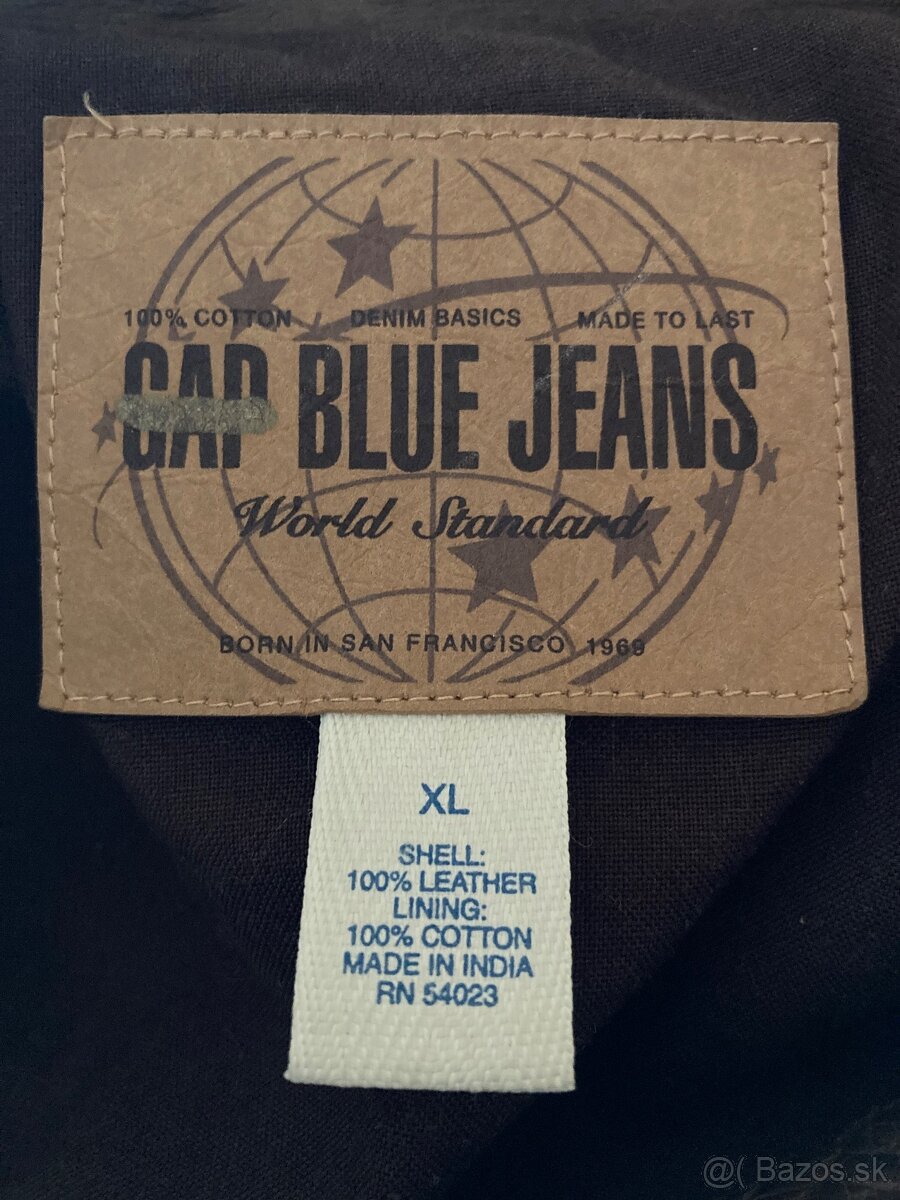 100% COTTON DENIM BASICS MADE TO LAST
GAP BLUE JEANS
World Standard
BORN IN SAN FRANCISCO 1969
XL
SHELL:
100% LEATHER
LINING:
100% COTTON
MADE IN INDIA
RN 54023
@( Bazos.sk